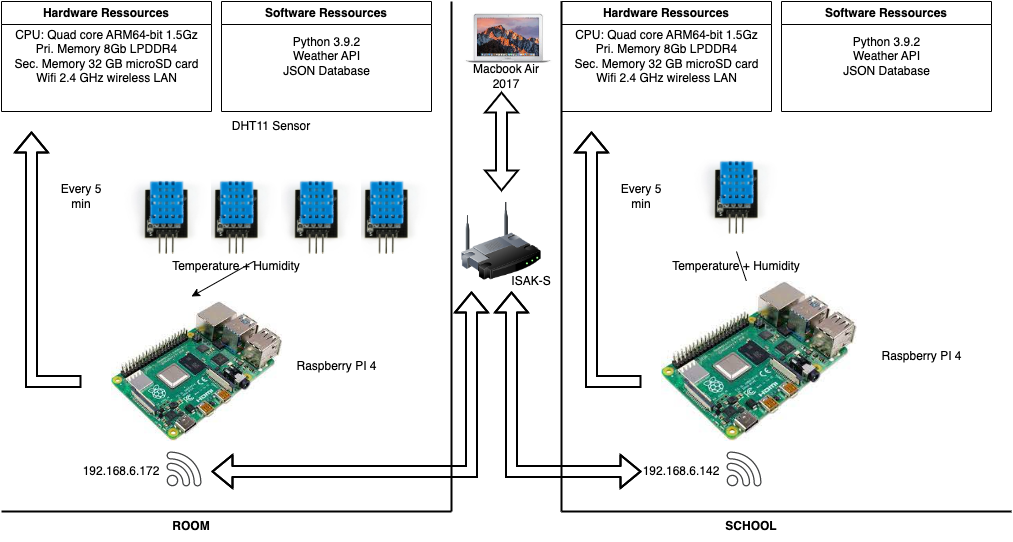 Hardware Ressources
Software Ressources
CPU: Quad core ARM64-bit 1.5Gz
Pri. Memory 8Gb LPDDR4
Sec. Memory 32 GB microSD card
Wifi 2.4 GHz wireless LAN
Python 3.9.2
Weather API
JSON Database
DHT11 Sensor
Every 5
min
Temperature + Humidity
Raspberry PI 4
192.168.6.172
ROOM
Macbook Air
2017
ISAK-S
Hardware Ressources
Software Ressources
CPU: Quad core ARM64-bit 1.5Gz
Pri. Memory 8Gb LPDDR4
Sec. Memory 32 GB microSD card
Wifi 2.4 GHz wireless LAN
Python 3.9.2
Weather API
JSON Database
Every 5
min
Temperature + Humidity
Raspberry PI 4
192.168.6.142
SCHOOL